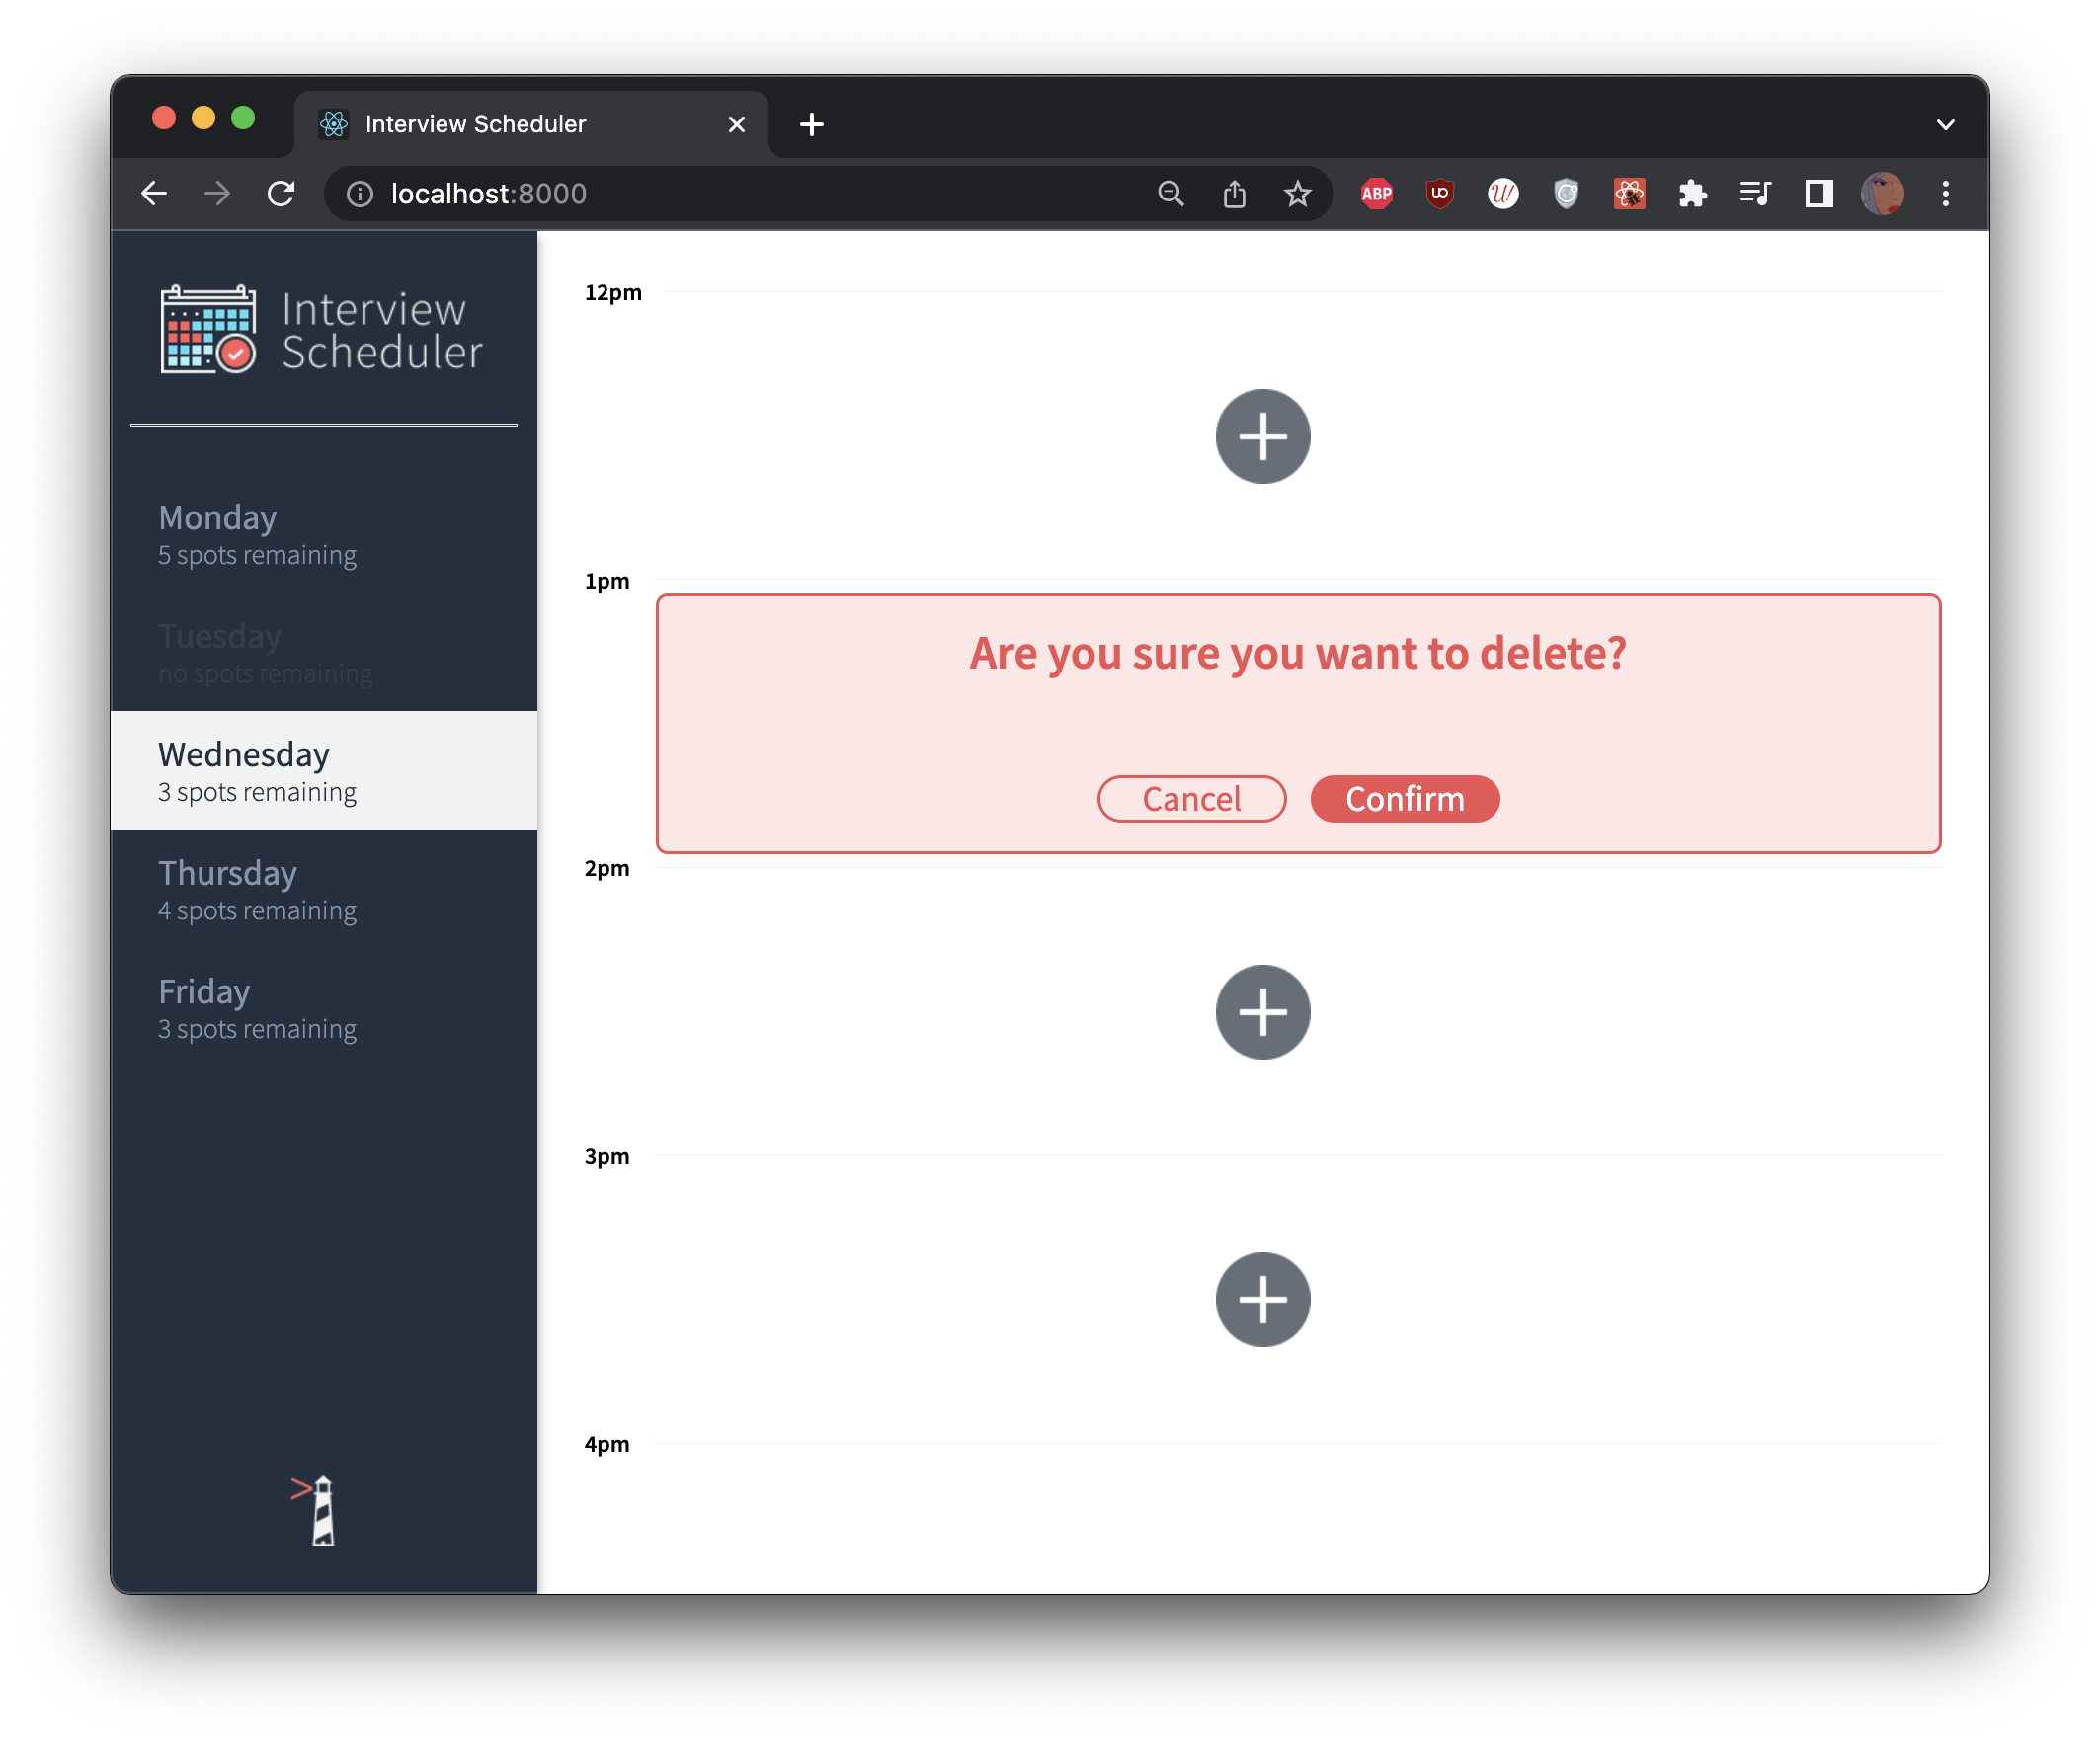 Interview Scheduler
localhost:8000
ABP
Interview
Scheduler
Monday
5 spots remaining
Tuesday
no spots remaining
Wednesday
3 spots remaining
Thursday
4 spots remaining
Friday
3 spots remaining
12pm
1pm
Are you sure you want to delete?
Cancel Confirm
2pm
3pm
4pm